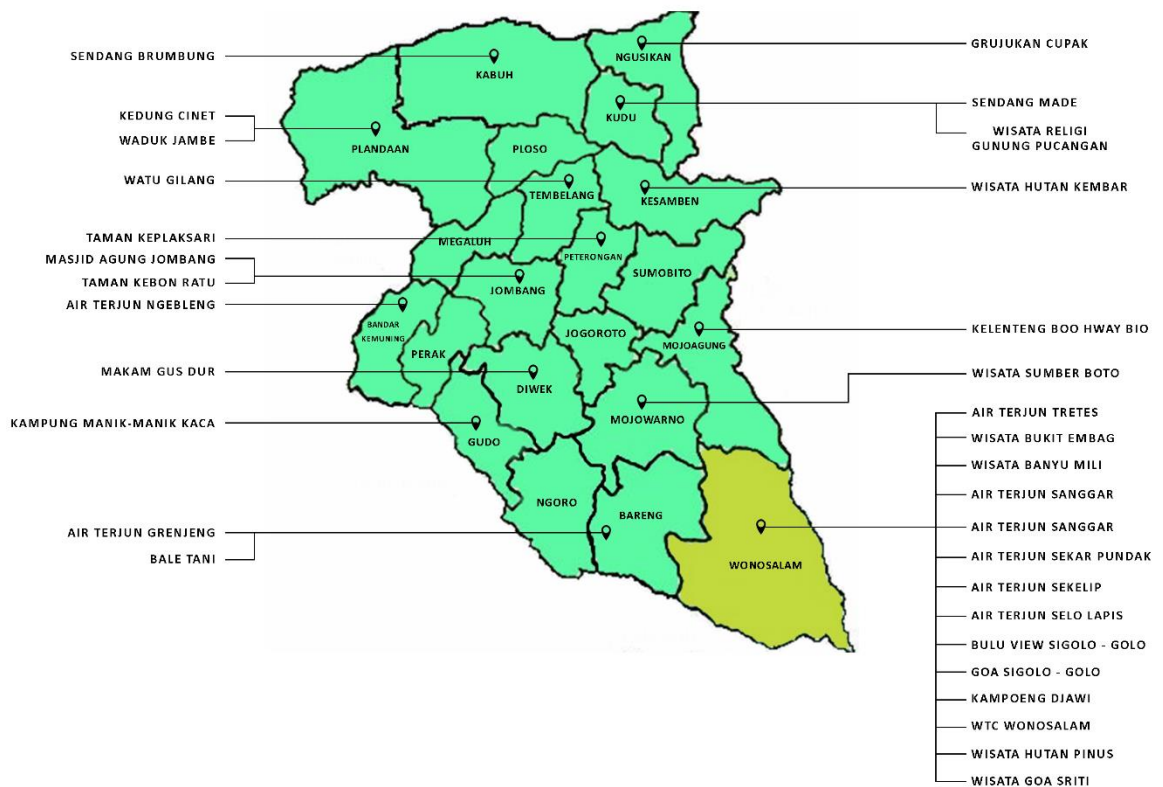 SENDANG BRUMBUNG
KEDUNG CINET
WADUK JAMBE
WATU GILANG
TAMAN KEPLAKSARI
MASJID AGUNG JOMBANG
TAMAN KEBON RATU
AIR TERJUN NGEBLENG
MAKAM GUS DUR
KAMPUNG MANIK-MANIK KACA
AIR TERJUN GRENJENG
BALE TANI
KABUH
NGUSIKAN
KUDU
PLANDAAN
PLOSO
TEMBELANG
KESAMBEN
MEGALUH
PETERONGAN
SUMOBITO
JOMBANG
BANDAR
KEMUNING
PERAK
JOGOROTO
MOJOAGUNG
DIWEK
MOJOWARNO
GUDO
NGORO
BARENG
WONOSALAM
GRUJUKAN CUPAK
SENDANG MADE
WISATA RELIGI
GUNUNG PUCANGAN
WISATA HUTAN KEMBAR
KELENTENG BOO HWAY BIO
WISATA SUMBER BOTO
AIR TERJUN TRETES
WISATA BUKIT EMBAG
WISATA BANYU MILI
AIR TERJUN SANGGAR
AIR TERJUN SANGGAR
AIR TERJUN SEKAR PUNDAK
AIR TERJUN SEKELIP
AIR TERJUN SELO LAPIS
BULU VIEW SIGOLO - GOLO
GOA SIGOLO - GOLO
KAMPOENG DJAWI
WTC WONOSALAM
WISATA HUTAN PINUS
WISATA GOA SRITI